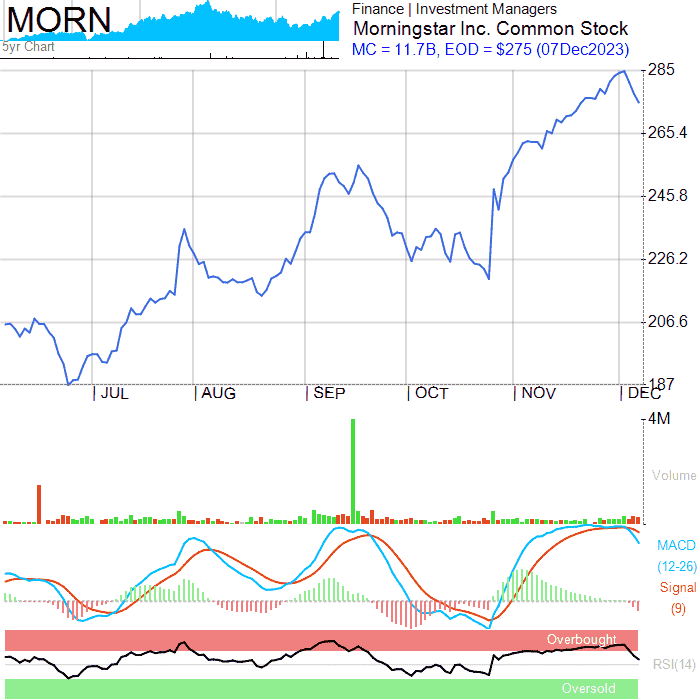 MORN
5yr Chart
Finance | Investment Managers
Morningstar Inc. Common Stock
MC = 11.7B, EOD = $275 (07Dec2023)
285
265.4
245.8
226.2
206.6
187
JUL AUG SEP OCT NOV DEC
4M
Volume
MACD
(12-26)
Signal
(9)
Overbought
RSI(14)
Oversold